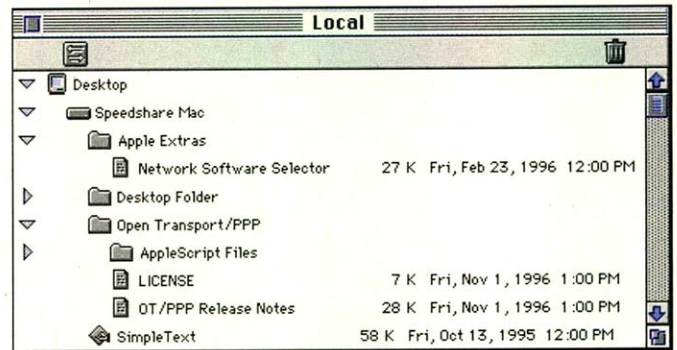 Local
Desktop
Speedshare Mac
Apple Extras
Network Software Selector 27 K Fri, Feb 23, 1996 12:00 PM
Desktop Folder
Open Transport/PPP
AppleScript Files
LICENSE 7 K Fri, Nov 1, 1996 1:00 PM
OT/PPP Release Notes 28 K Fri, Nov 1, 1996 1:00 PM
SimpleText 58 K Fri, Oct 13, 1995 12:00 PM